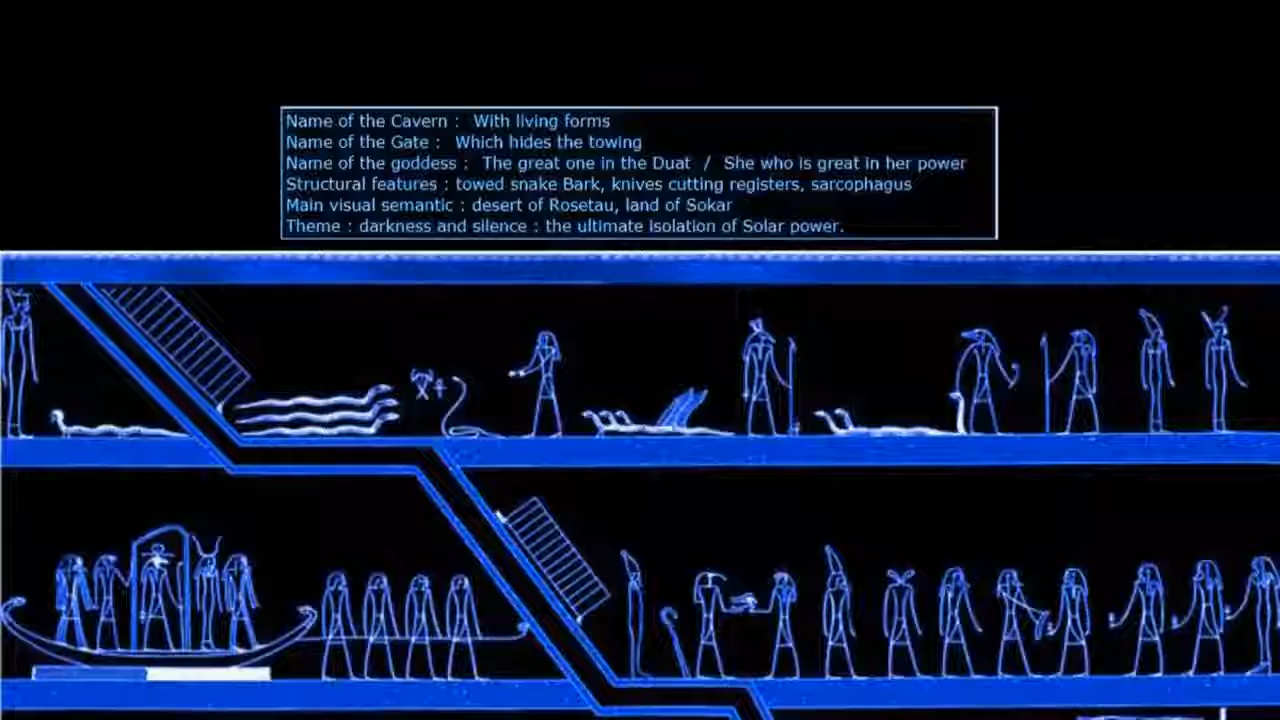 Name of the Cavern : With living forms
Name of the Gate : Which hides the towing
Name of the goddess : The great one in the Duat / She who is great in her power
Structural features : towed snake Bark, knives cutting registers, sarcophagus
Main visual semantic : desert of Rosetau, land of Sokar
Theme : darkness and silence : the ultimate isolation of Solar power.